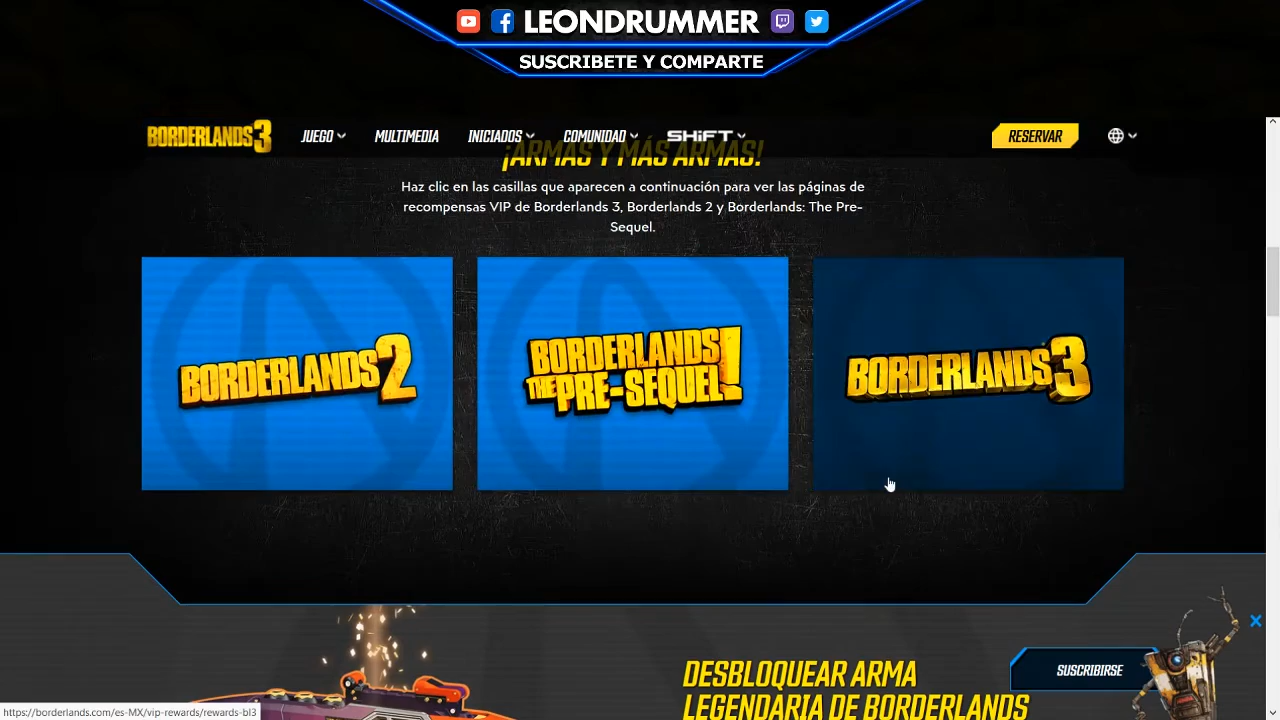 LEONDRUMMER
SUSCRIBETE Y COMPARTE
BORDERLANDS 3
JUEGO
MULTIMEDIA
INICIADOS
COMUNIDAD
SHiFT
RESERVAR
¡ARMAS Y MÁS ARMAS!
Haz clic en las casillas que aparecen a continuación para ver las páginas de
recompensas VIP de Borderlands 3, Borderlands 2 y Borderlands: The Pre-
Sequel.
BORDERLANDS 2
BORDERLANDS
THE PRE-SEQUEL!
BORDERLANDS 3
DESBLOQUEAR ARMA
LEGENDARIA DE BORDERLANDS
SUSCRIBIRSE
https://borderlands.com/es-MX/vip-rewards/rewards-bl3